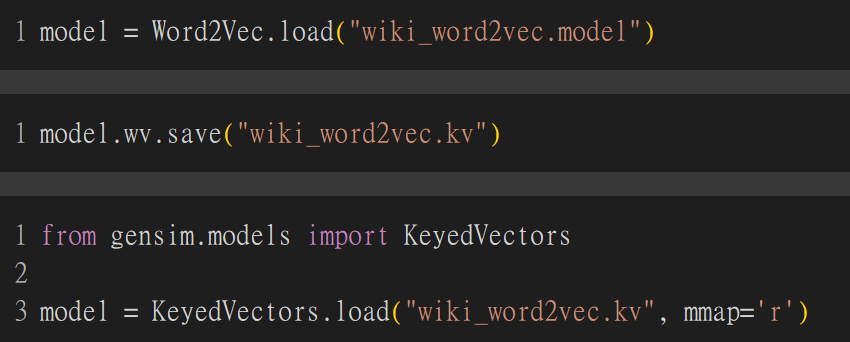 1 model = Word2Vec.load("wiki_word2vec.model")
1 model.wv.save("wiki_word2vec.kv")
1 from gensim.models import KeyedVectors
2
3 model = KeyedVectors.load("wiki_word2vec.kv", mmap='r')